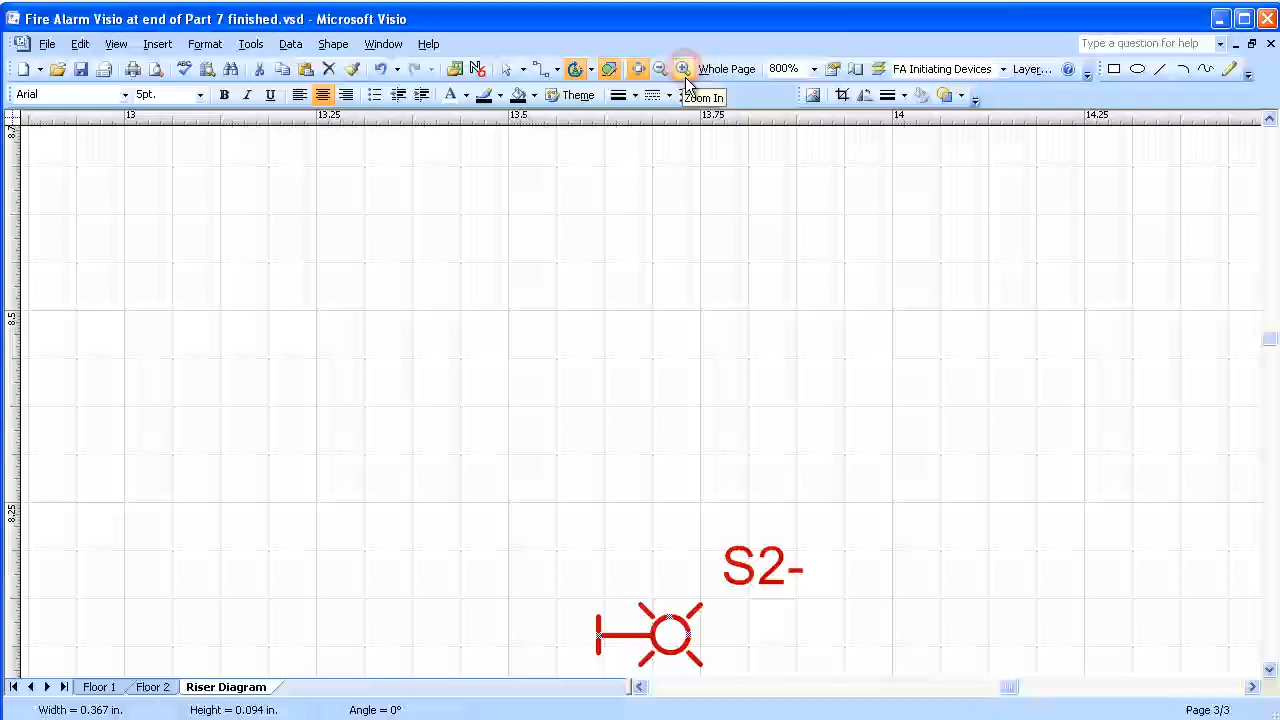 Fire Alarm Visio at end of Part 7 finished.vsd - Microsoft Visio
File Edit View Insert Format Tools Data Shape Window Help Type a question for help
Whole Page 800% FA Initiating Devices Layer...
Arial 5pt. B I U A Theme Zoom In
13 13.25 13.5 13.75 14 14.25
8.5
8.25
S2-
Floor 1 Floor 2 Riser Diagram
Width = 0.367 in. Height = 0.094 in. Angle = 0° Page 3/3